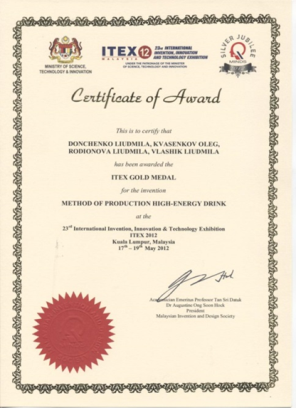 MINISTRY OF SCIENCE,
TECHNOLOGY & INNOVATION
ITEX 12
MALAYSIA
23rd INTERNATIONAL
INVENTION, INNOVATION
AND TECHNOLOGY EXHIBITION
UNDER THE PATRONAGE OF THE MINISTRY
OF SCIENCE, TECHNOLOGY AND INNOVATION
SILVER JUBILEE
Certificate of Award
This is to certify that
DONCHENKO LIUDMILA, KVASENKOV OLEG,
RODIONOVA LIUDMILA, VLASHIK LIUDMILA
has been awarded the
ITEX GOLD MEDAL
for the invention
METHOD OF PRODUCTION HIGH-ENERGY DRINK
at the
23rd International Invention, Innovation & Technology Exhibition
ITEX 2012
Kuala Lumpur, Malaysia
17th – 19th May 2012
Emeritus Professor Tan Sri Datuk
Dr Augustine Ong Soon Hock
President
Malaysian Invention and Design Society